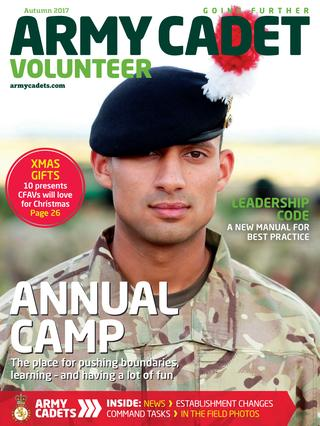 Autumn 2017
GOING FURTHER
ARMY CADET
VOLUNTEER
armycadets.com
XMAS
GIFTS
10 presents
CFAVs will love
for Christmas
Page 26
LEADERSHIP
CODE
A NEW MANUAL FOR
BEST PRACTICE
ANNUAL
CAMP
The place for pushing boundaries,
learning - and having a lot of fun
ARMY
CADETS
INSIDE: NEWS > ESTABLISHMENT CHANGES
COMMAND TASKS > IN THE FIELD PHOTOS